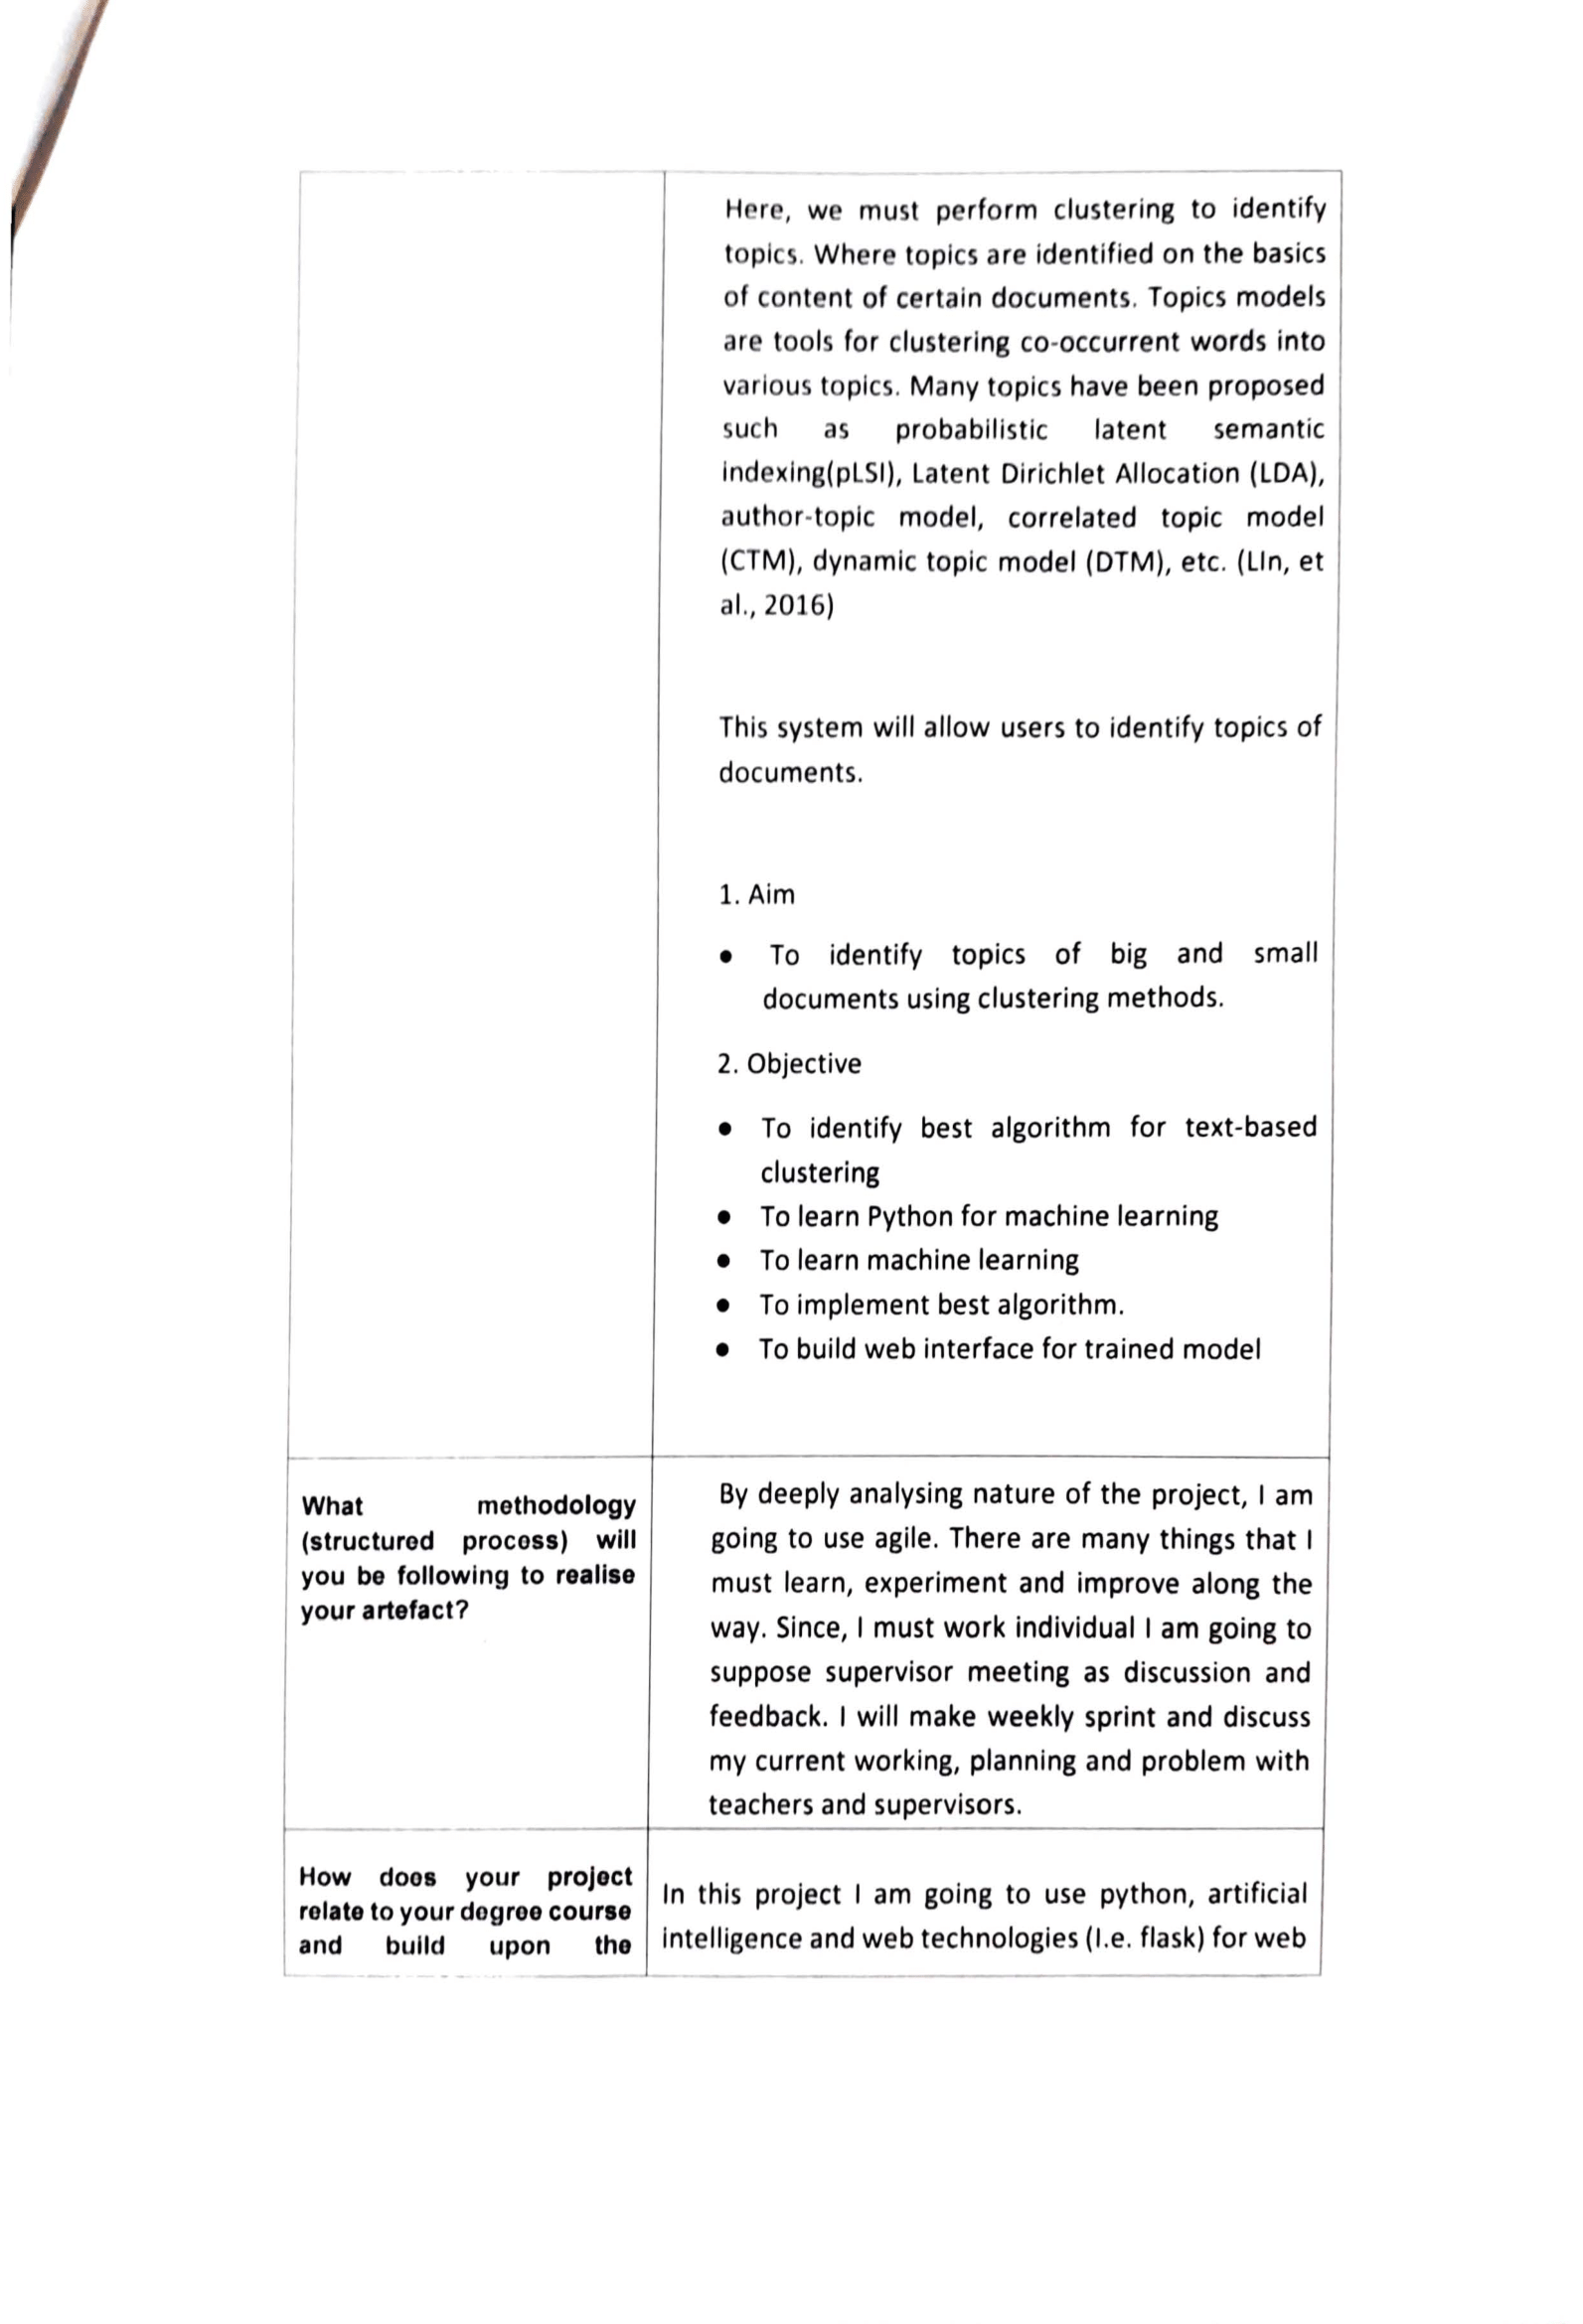 Here, we must perform clustering to identify
topics. Where topics are identified on the basics
of content of certain documents. Topics models
are tools for clustering co-occurrent words into
various topics. Many topics have been proposed
such as probabilistic latent semantic
indexing(pLSI), Latent Dirichlet Allocation (LDA),
author-topic model, correlated topic model
(CTM), dynamic topic model (DTM), etc. (LIn, et
al., 2016)
This system will allow users to identify topics of
documents.
1. Aim
● To identify topics of big and small
documents using clustering methods.
2. Objective
● To identify best algorithm for text-based
clustering
● To learn Python for machine learning
● To learn machine learning
● To implement best algorithm.
● To build web interface for trained model
What methodology
(structured process) will
you be following to realise
your artefact?
By deeply analysing nature of the project, I am
going to use agile. There are many things that I
must learn, experiment and improve along the
way. Since, I must work individual I am going to
suppose supervisor meeting as discussion and
feedback. I will make weekly sprint and discuss
my current working, planning and problem with
teachers and supervisors.
How does your project
relate to your degree course
and build upon the
In this project I am going to use python, artificial
intelligence and web technologies (I.e. flask) for web